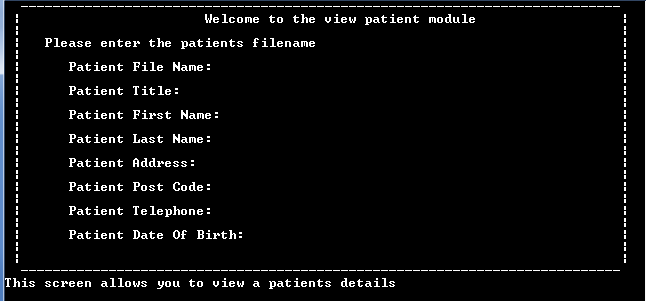 Welcome to the view patient module
Please enter the patients filename
Patient File Name:
Patient Title:
Patient First Name:
Patient Last Name:
Patient Address:
Patient Post Code:
Patient Telephone:
Patient Date Of Birth:
This screen allows you to view a patients details